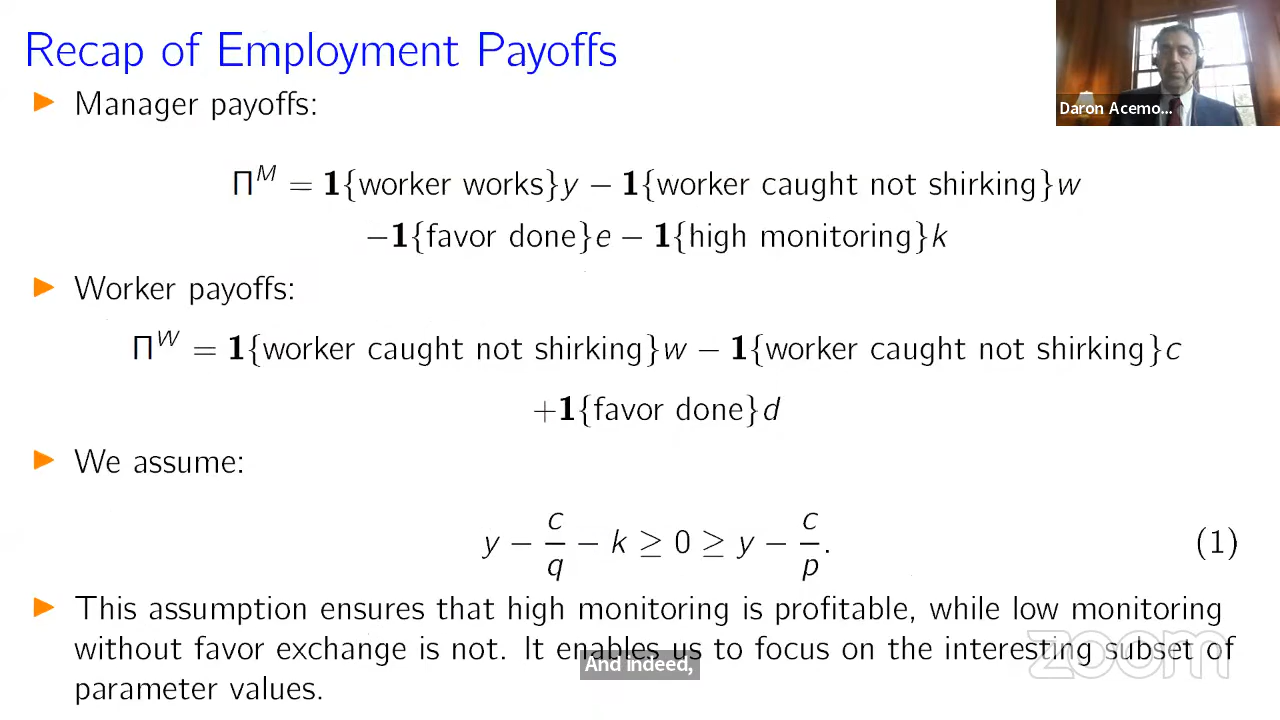 Recap of Employment Payoffs
▶ Manager payoffs:
Π^M = 1{worker works}y − 1{worker caught not shirking}w
−1{favor done}e − 1{high monitoring}k
▶ Worker payoffs:
Π^W = 1{worker caught not shirking}w − 1{worker caught not shirking}c
+1{favor done}d
▶ We assume:
y − c/q − k ≥ 0 ≥ y − c/p. (1)
▶ This assumption ensures that high monitoring is profitable, while low monitoring
without favor exchange is not. It enables us to focus on the interesting subset of
parameter values.
Daron Acemo...
And indeed,
zoom